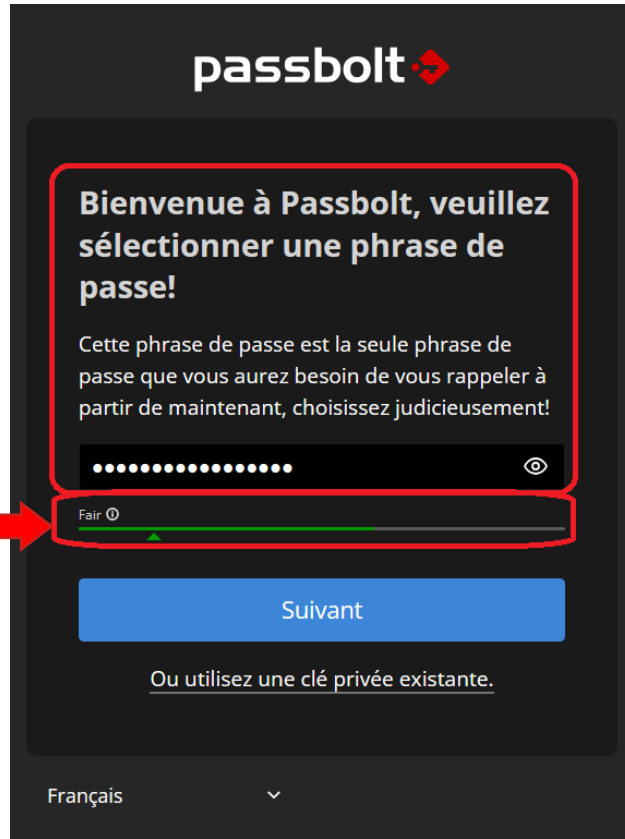 passbolt
Bienvenue à Passbolt, veuillez
sélectionner une phrase de
passe!
Cette phrase de passe est la seule phrase de
passe que vous aurez besoin de vous rappeler à
partir de maintenant, choisissez judicieusement!
•••••••••••••••••
Fair
Suivant
Ou utilisez une clé privée existante.
Français